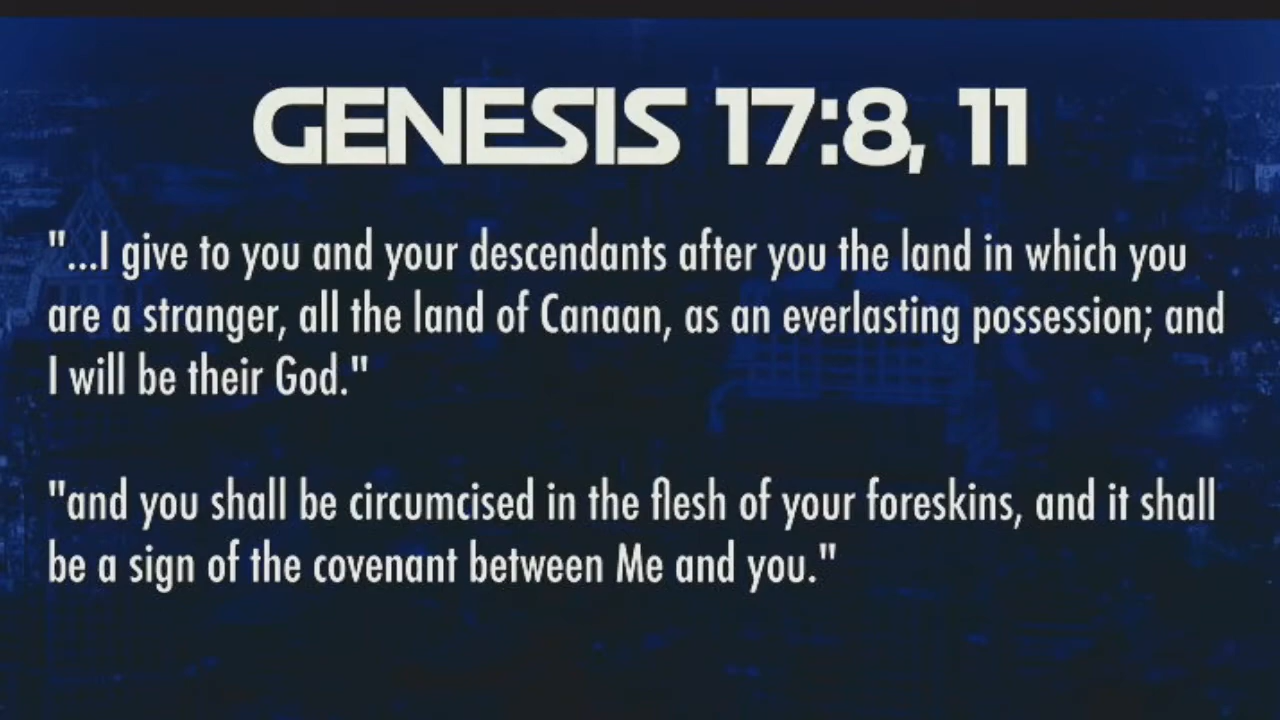 GENESIS 17:8, 11
"...I give to you and your descendants after you the land in which you
are a stranger, all the land of Canaan, as an everlasting possession; and
I will be their God."
"and you shall be circumcised in the flesh of your foreskins, and it shall
be a sign of the covenant between Me and you."